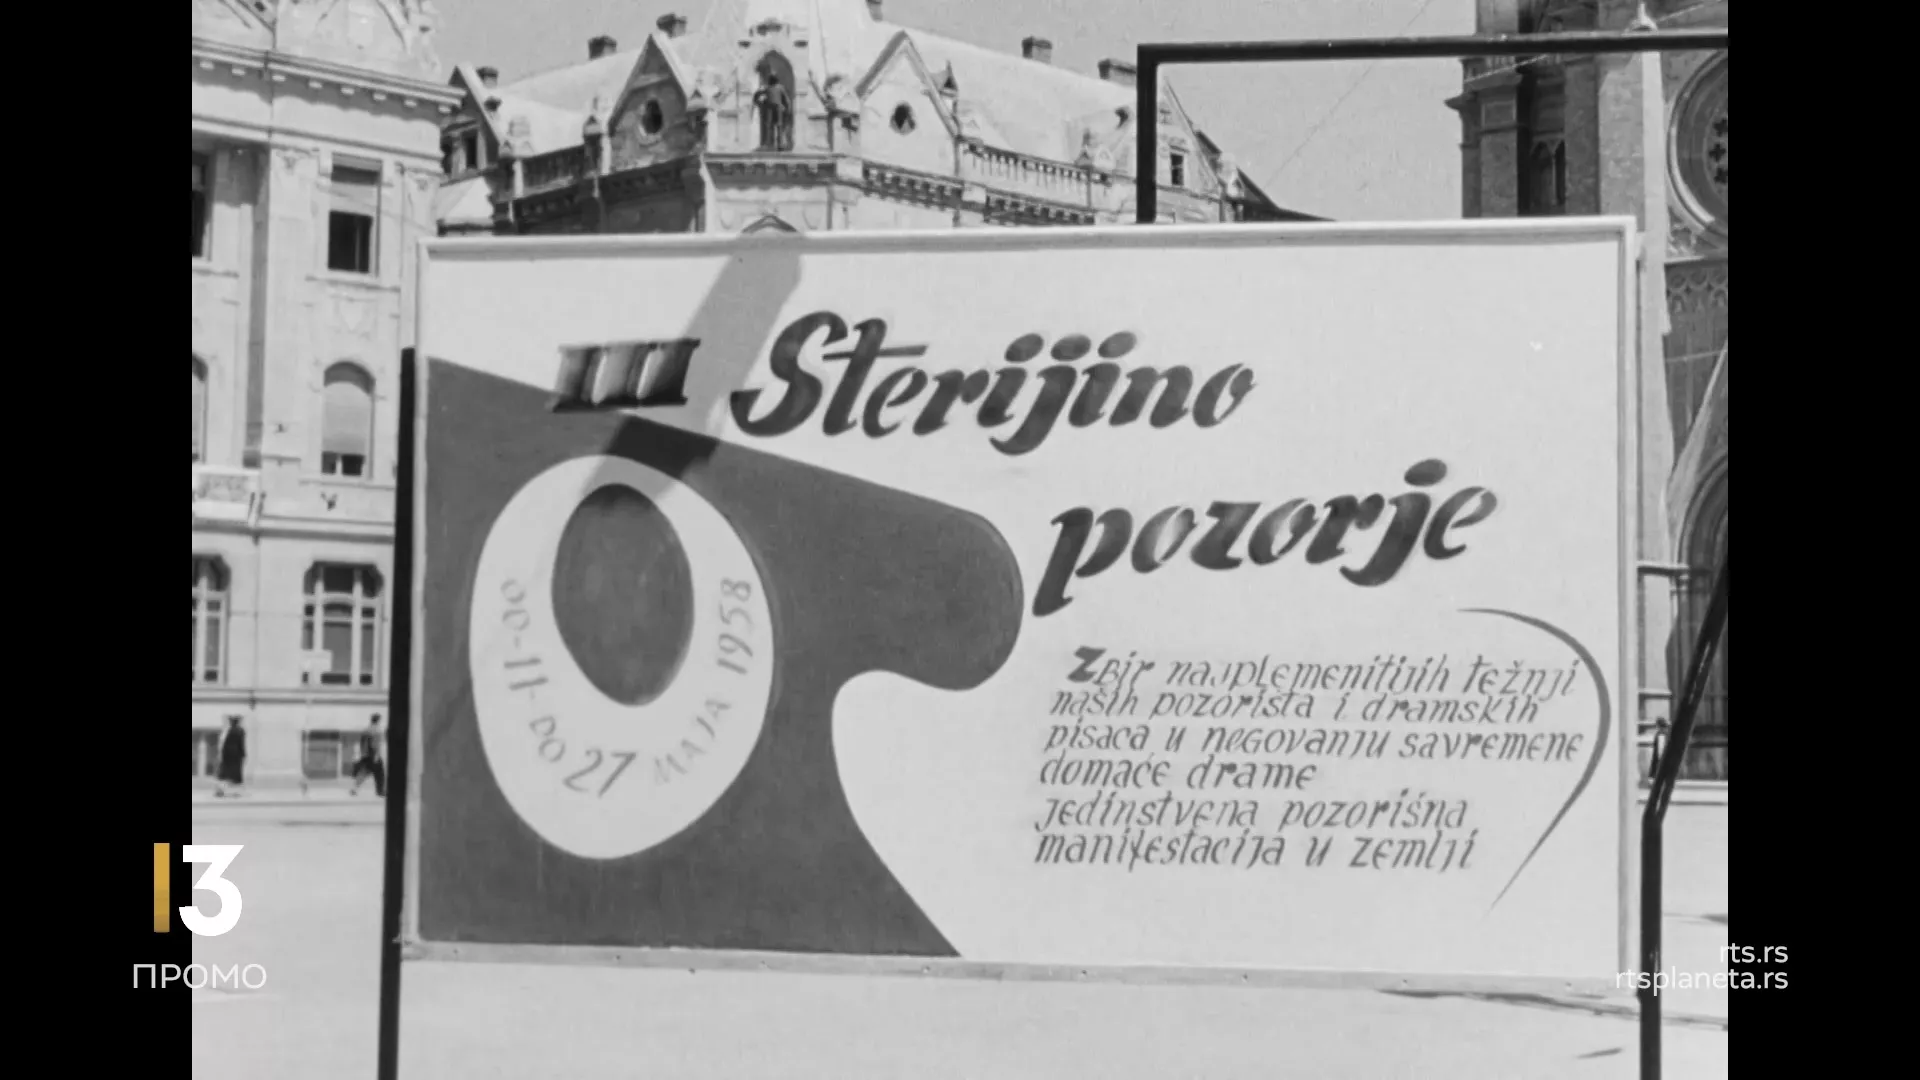 III Sterijino
pozorje
OD-11-DO 27 MAJA 1958
Zbir najplemenitijih težnji
naših pozorišta i dramskih
pisaca u negovanju savremene
domaće drame
jedinstvena pozorišna
manifestacija u zemlji
13
ПРОМО
rts.rs
rtsplaneta.rs